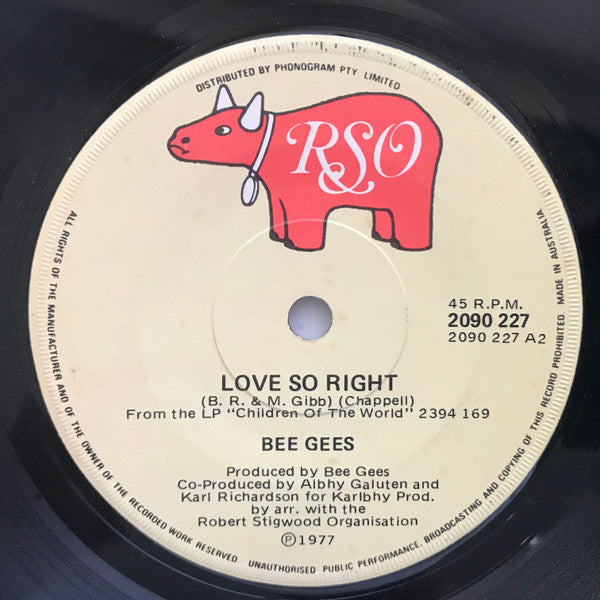 DISTRIBUTED BY PHONOGRAM PTY. LIMITED
RSO
45 R.P.M.
2090 227
2090 227 A2
LOVE SO RIGHT
(B. R. & M. Gibb) (Chappell)
From the LP "Children Of The World" 2394 169
BEE GEES
Produced by Bee Gees
Co-Produced by Albhy Galuten and
Karl Richardson for Karlbhy Prod.
by arr. with the
Robert Stigwood Organisation
Ⓟ1977
ALL RIGHTS OF THE MANUFACTURER AND OF THE OWNER OF THE RECORDED WORK RESERVED UNAUTHORISED PUBLIC PERFORMANCE, BROADCASTING AND COPYING OF THIS RECORD PROHIBITED MADE IN AUSTRALIA